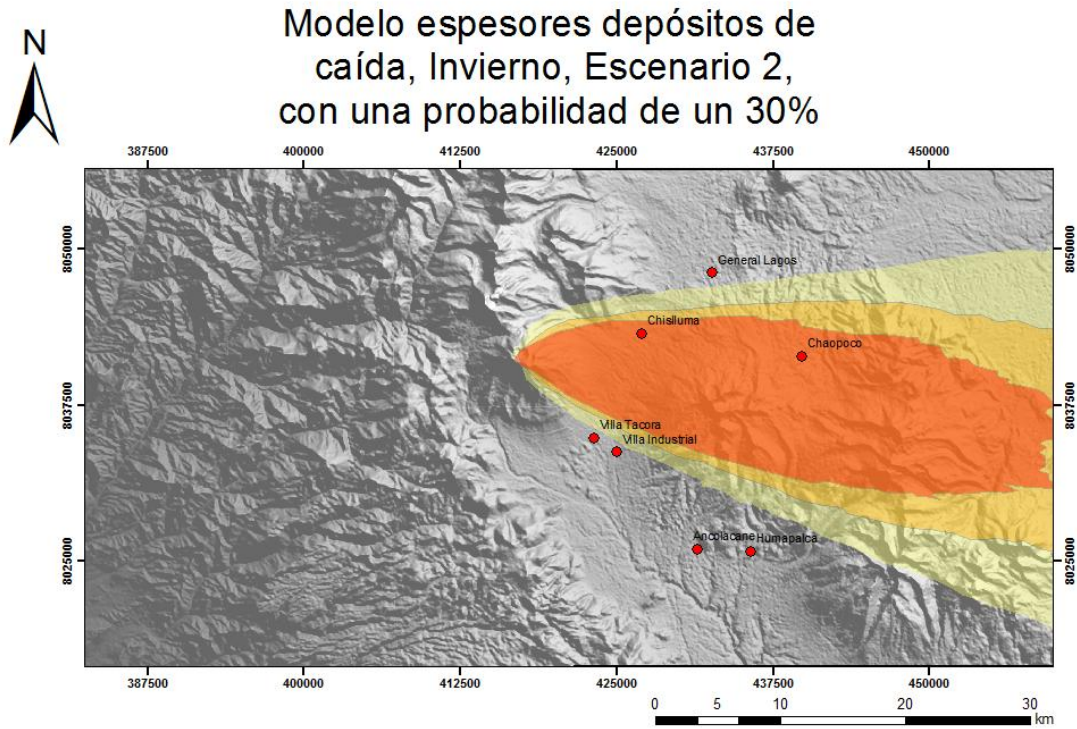 N
Modelo espesores depósitos de
caída, Invierno, Escenario 2,
con una probabilidad de un 30%
387500 400000 412500 425000 437500 450000
8050000 8050000
General Lagos
Chislluma
Chaopoco
8037500 8037500
Villa Tacora
Villa Industrial
Ancolacane Humapalca
8025000 8025000
387500 400000 412500 425000 437500 450000
0 5 10 20 30
km